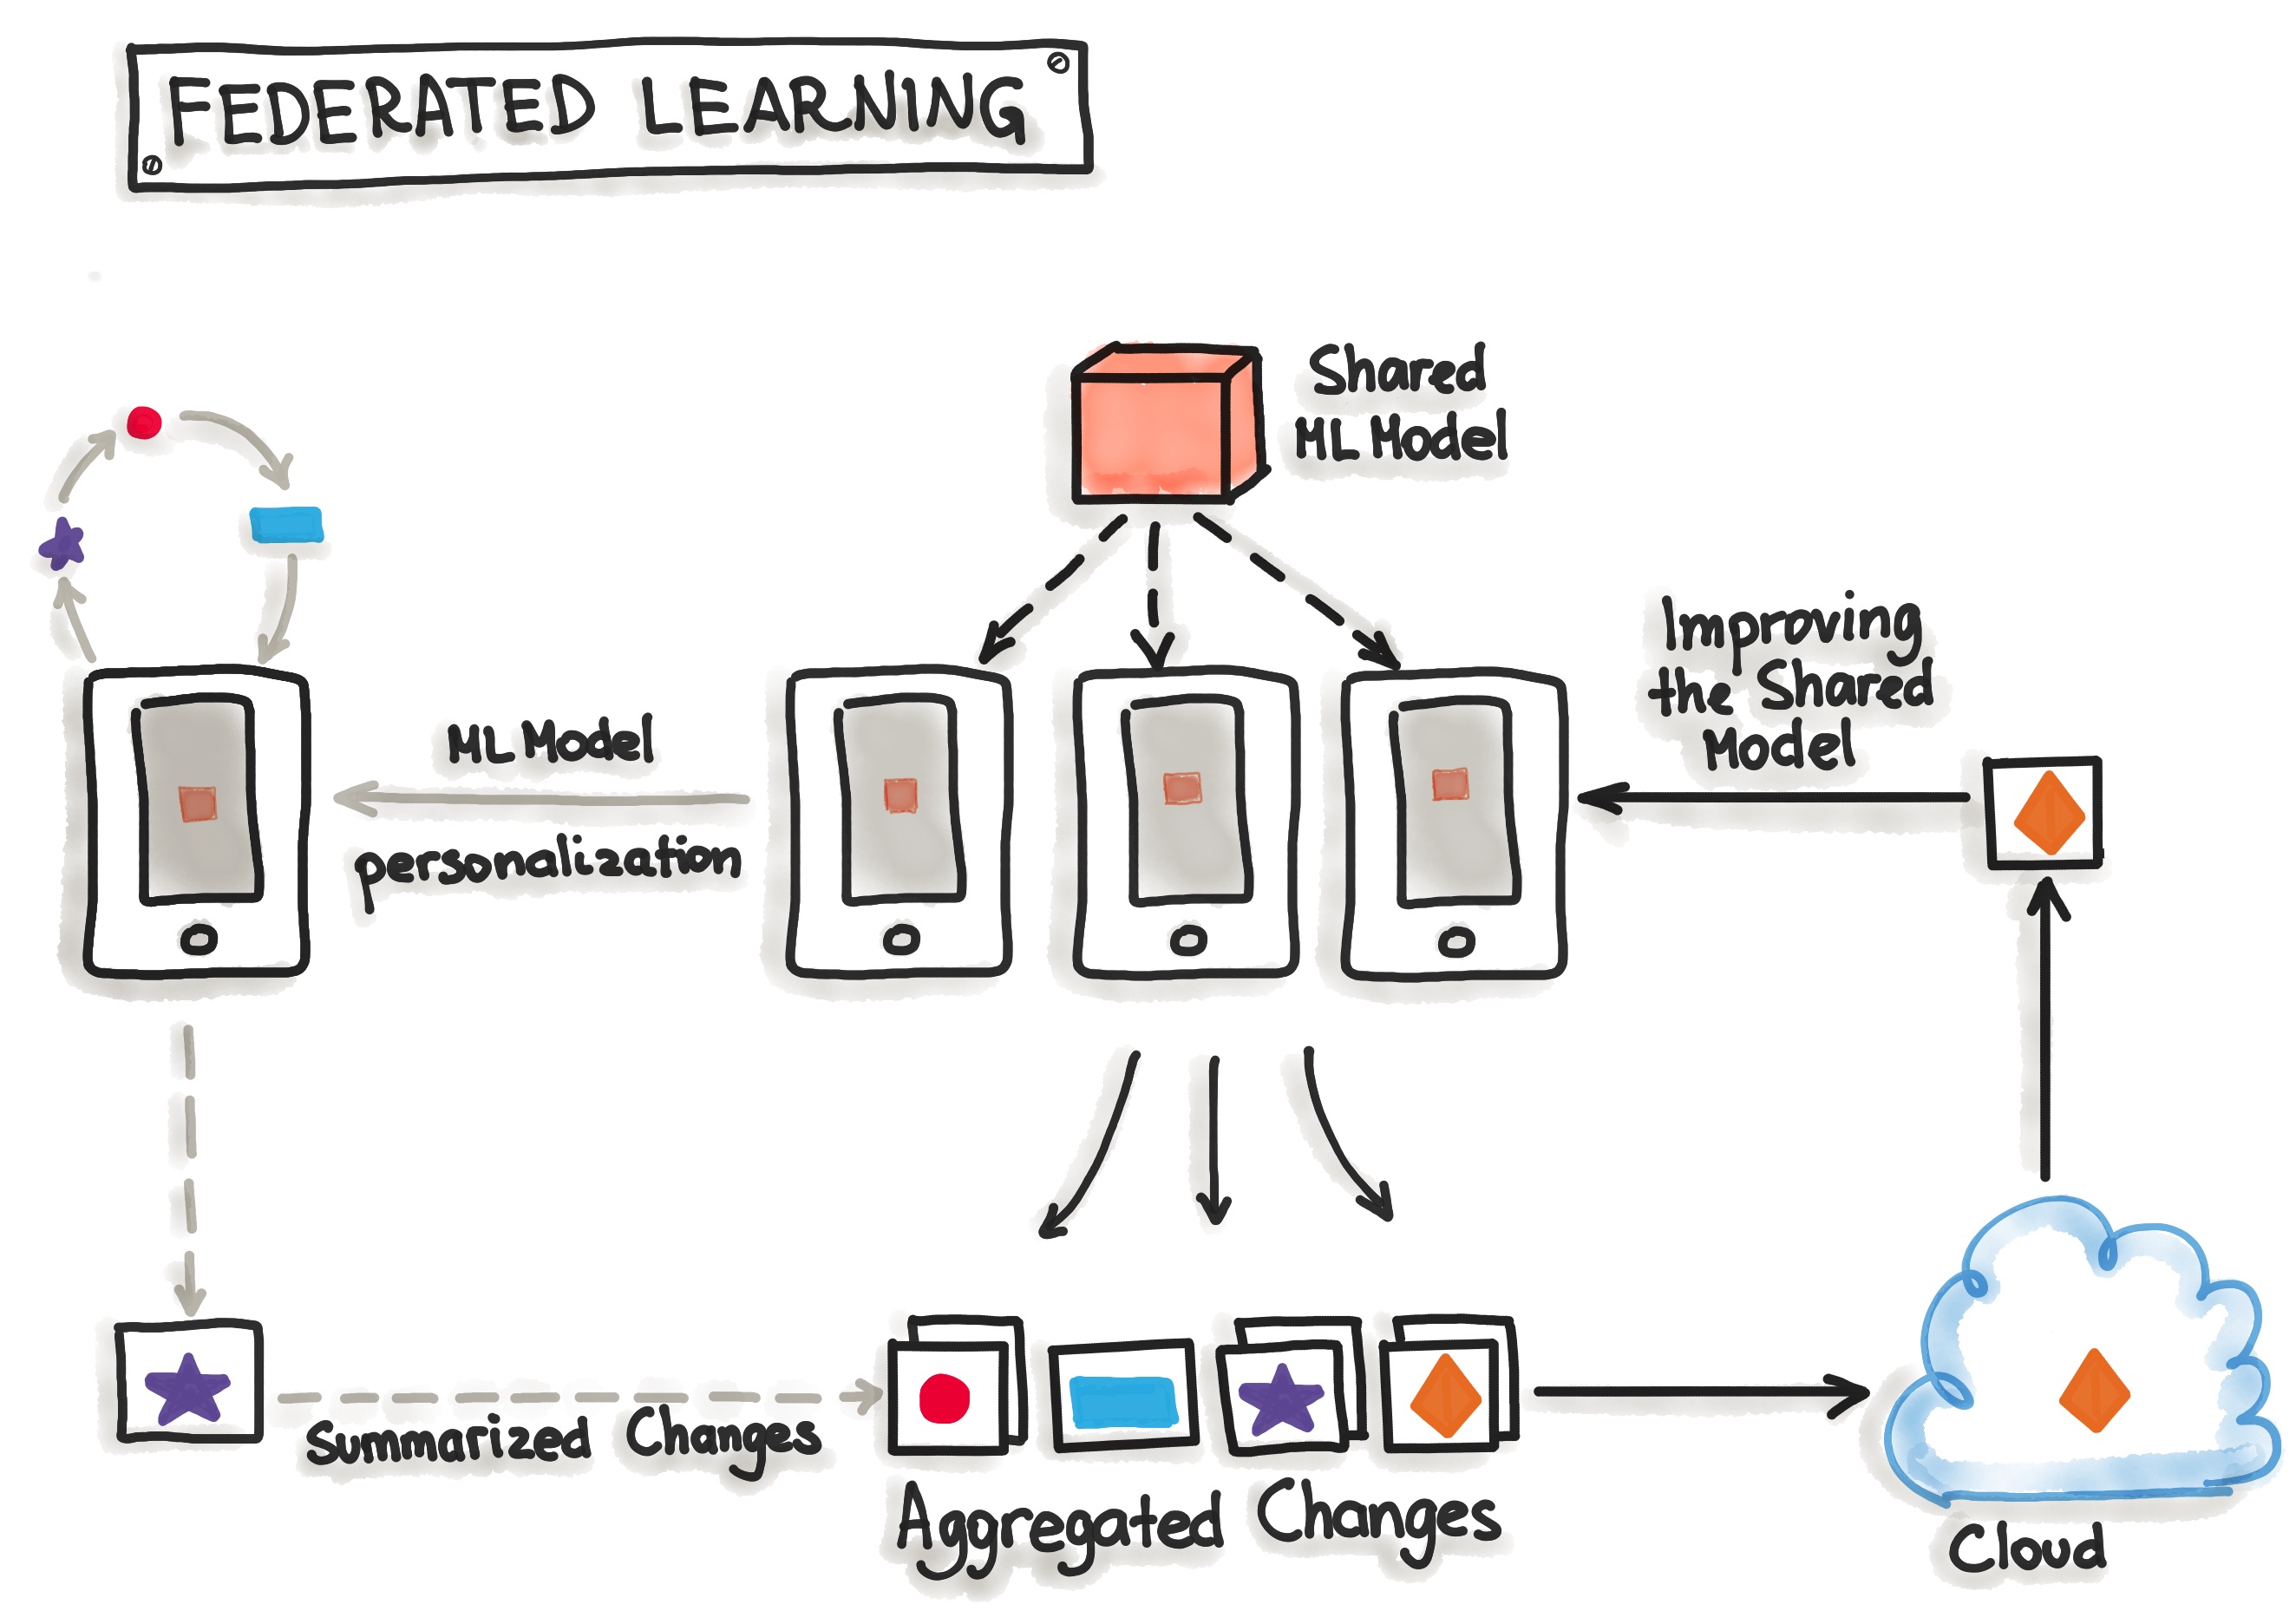 FEDERATED LEARNING
Shared
ML Model
Improving
the Shared
Model
ML Model
personalization
Summarized Changes
Aggregated Changes
Cloud